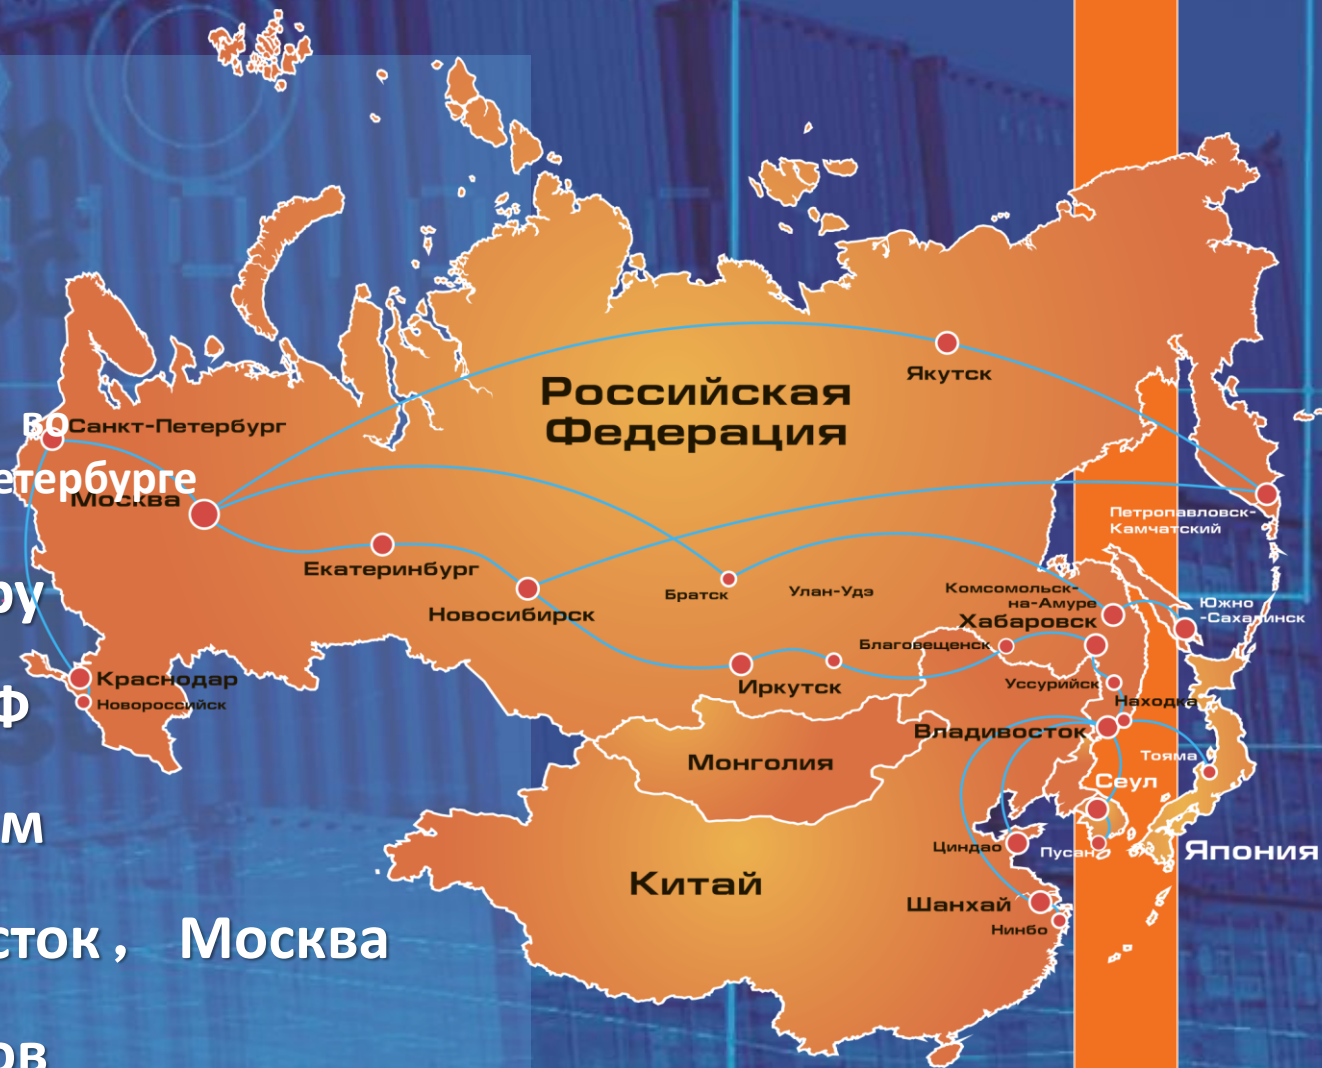 Якутск
Российская
Федерация
во
Санкт-Петербург
етербурге
Москва
Петропавловск-
Камчатский
Екатеринбург
Новосибирск
Братск
Улан-Удэ
Комсомольск-
на-Амуре
Хабаровск
Южно
-Сахалинск
ру
Благовещенск
Иркутск
Уссурийск
Находка
Краснодар
Новороссийск
Ф
Владивосток
Монголия
Тояма
Сеул
м
Циндао
Пусан
Япония
Китай
Шанхай
Нинбо
сток， Москва
ов